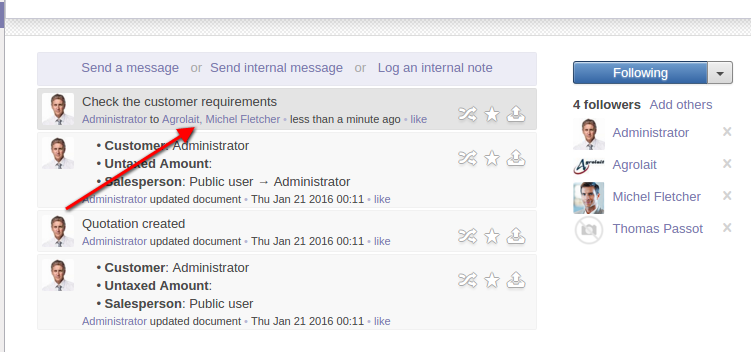 Send a message or Send internal message or Log an internal note
Check the customer requirements
Administrator to Agrolait, Michel Fletcher • less than a minute ago • like
• Customer: Administrator
• Untaxed Amount:
• Salesperson: Public user → Administrator
Administrator updated document • Thu Jan 21 2016 00:11 • like
Quotation created
Administrator updated document • Thu Jan 21 2016 00:11 • like
• Customer: Administrator
• Untaxed Amount:
• Salesperson: Public user
Administrator updated document • Thu Jan 21 2016 00:11 • like
Following
4 followers Add others
Administrator
Agrolait
Agrolait
Michel Fletcher
Thomas Passot